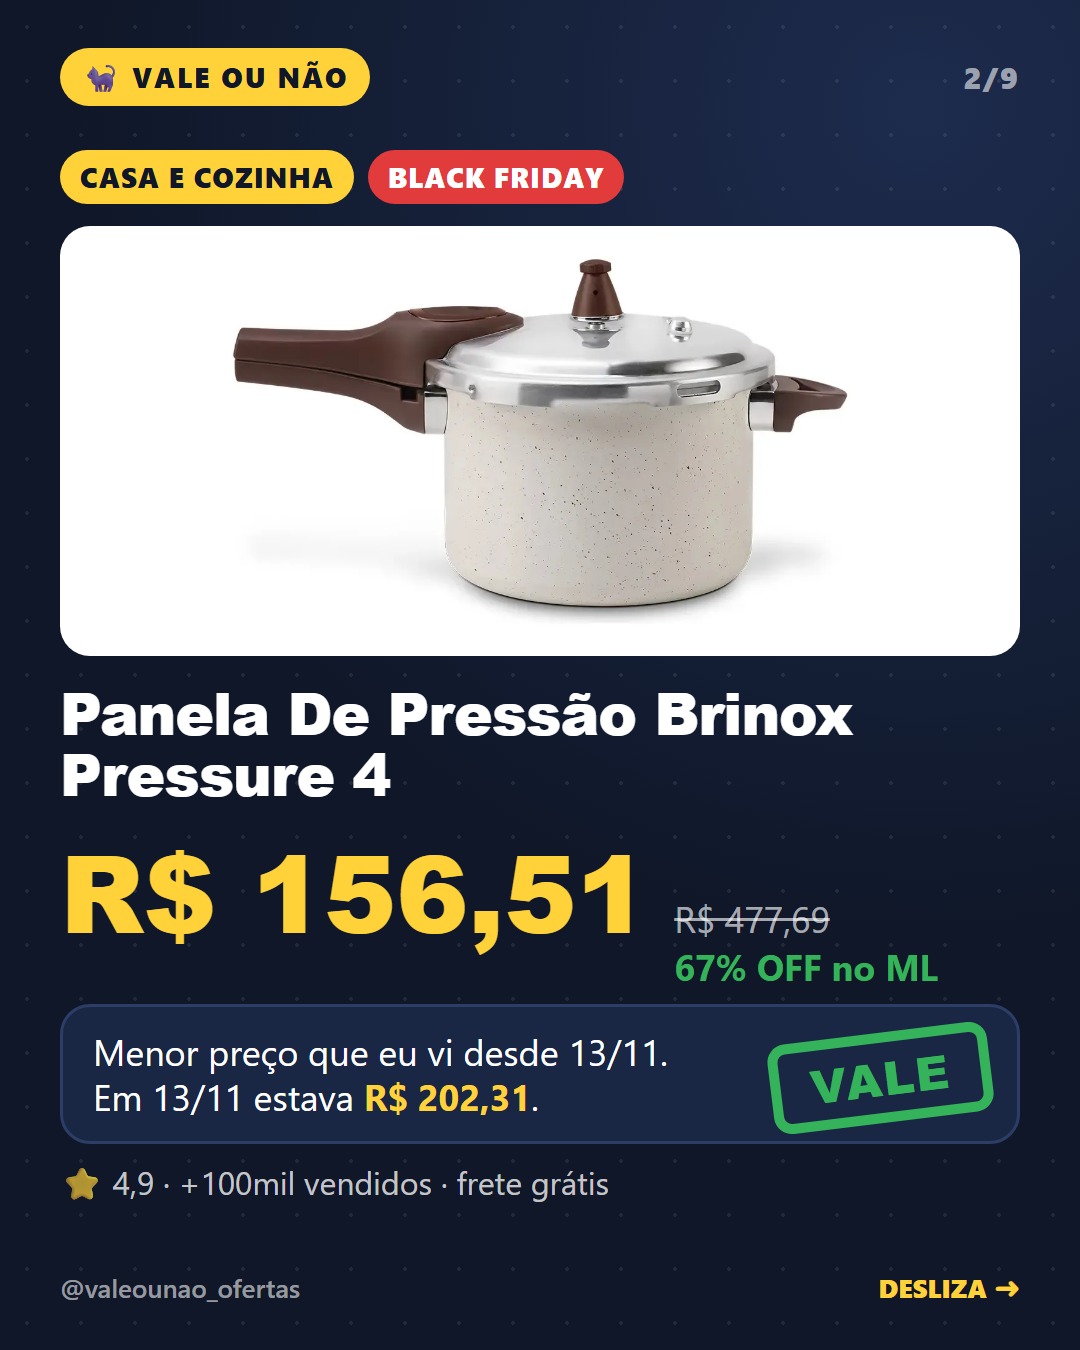 VALE OU NÃO
2/9
CASA E COZINHA
BLACK FRIDAY
Panela De Pressão Brinox
Pressure 4
R$ 156,51
R$ 477,69
67% OFF no ML
Menor preço que eu vi desde 13/11.
Em 13/11 estava R$ 202,31.
VALE
4,9 · +100mil vendidos · frete grátis
@valeounao_ofertas
DESLIZA →